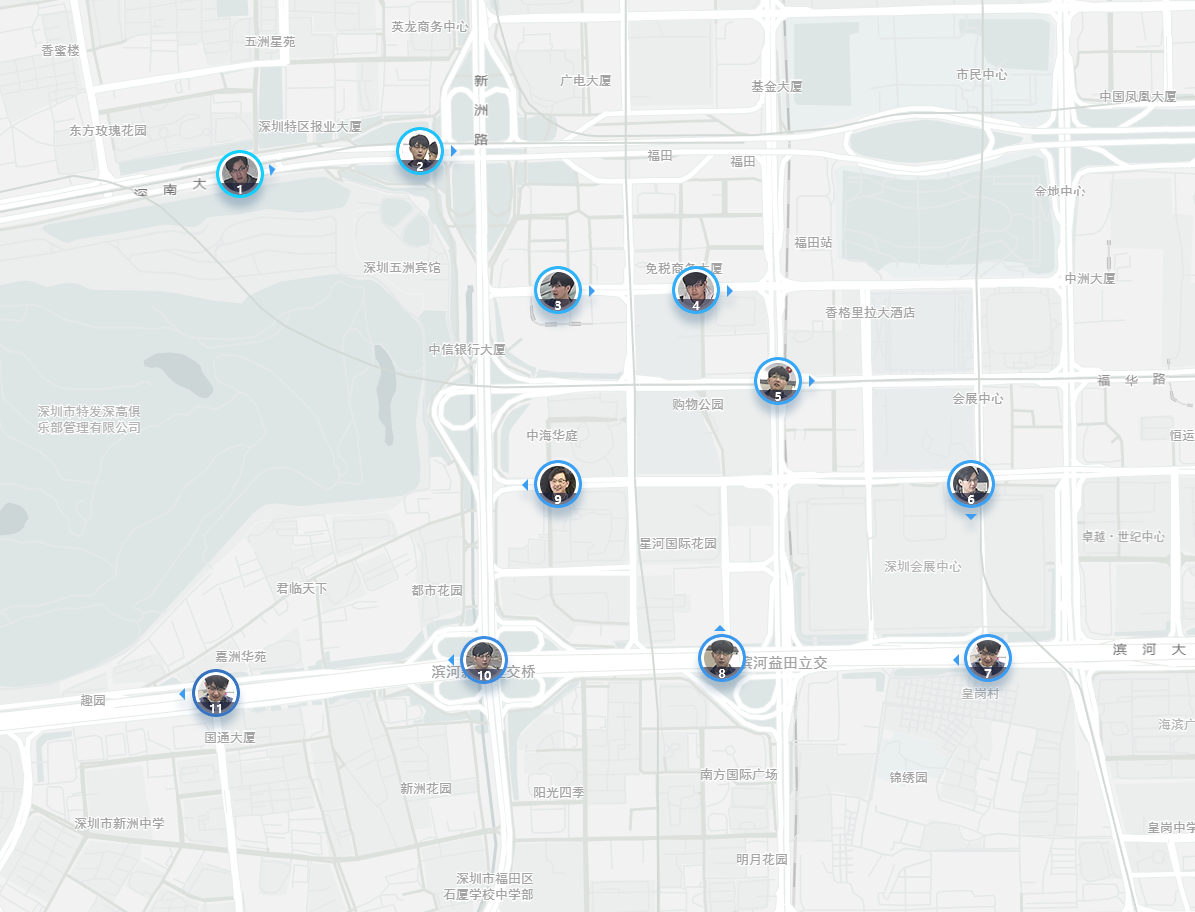 英龙商务中心
五洲星苑
香蜜楼
新
洲
路
广电大厦
基金大厦
市民中心
中国凤凰大厦
东方玫瑰花园
深圳特区报业大厦
福田
福田
1
2
深 南 大
金地中心
福田站
深圳五洲宾馆
免税商务大厦
中洲大厦
3
4
香格里拉大酒店
中信银行大厦
福 华 路
5
购物公园
会展中心
深圳市特发深高俱
乐部管理有限公司
中海华庭
恒运
9
6
星河国际花园
卓越·世纪中心
深圳会展中心
君临天下
都市花园
嘉洲华苑
滨 河 大
滨河益田立交
10
8
7
皇岗村
趣园
11
国通大厦
海滨广
南方国际广场
锦绣园
新洲花园
阳光四季
深圳市新洲中学
皇岗中学
明月花园
深圳市福田区
石厦学校中学部